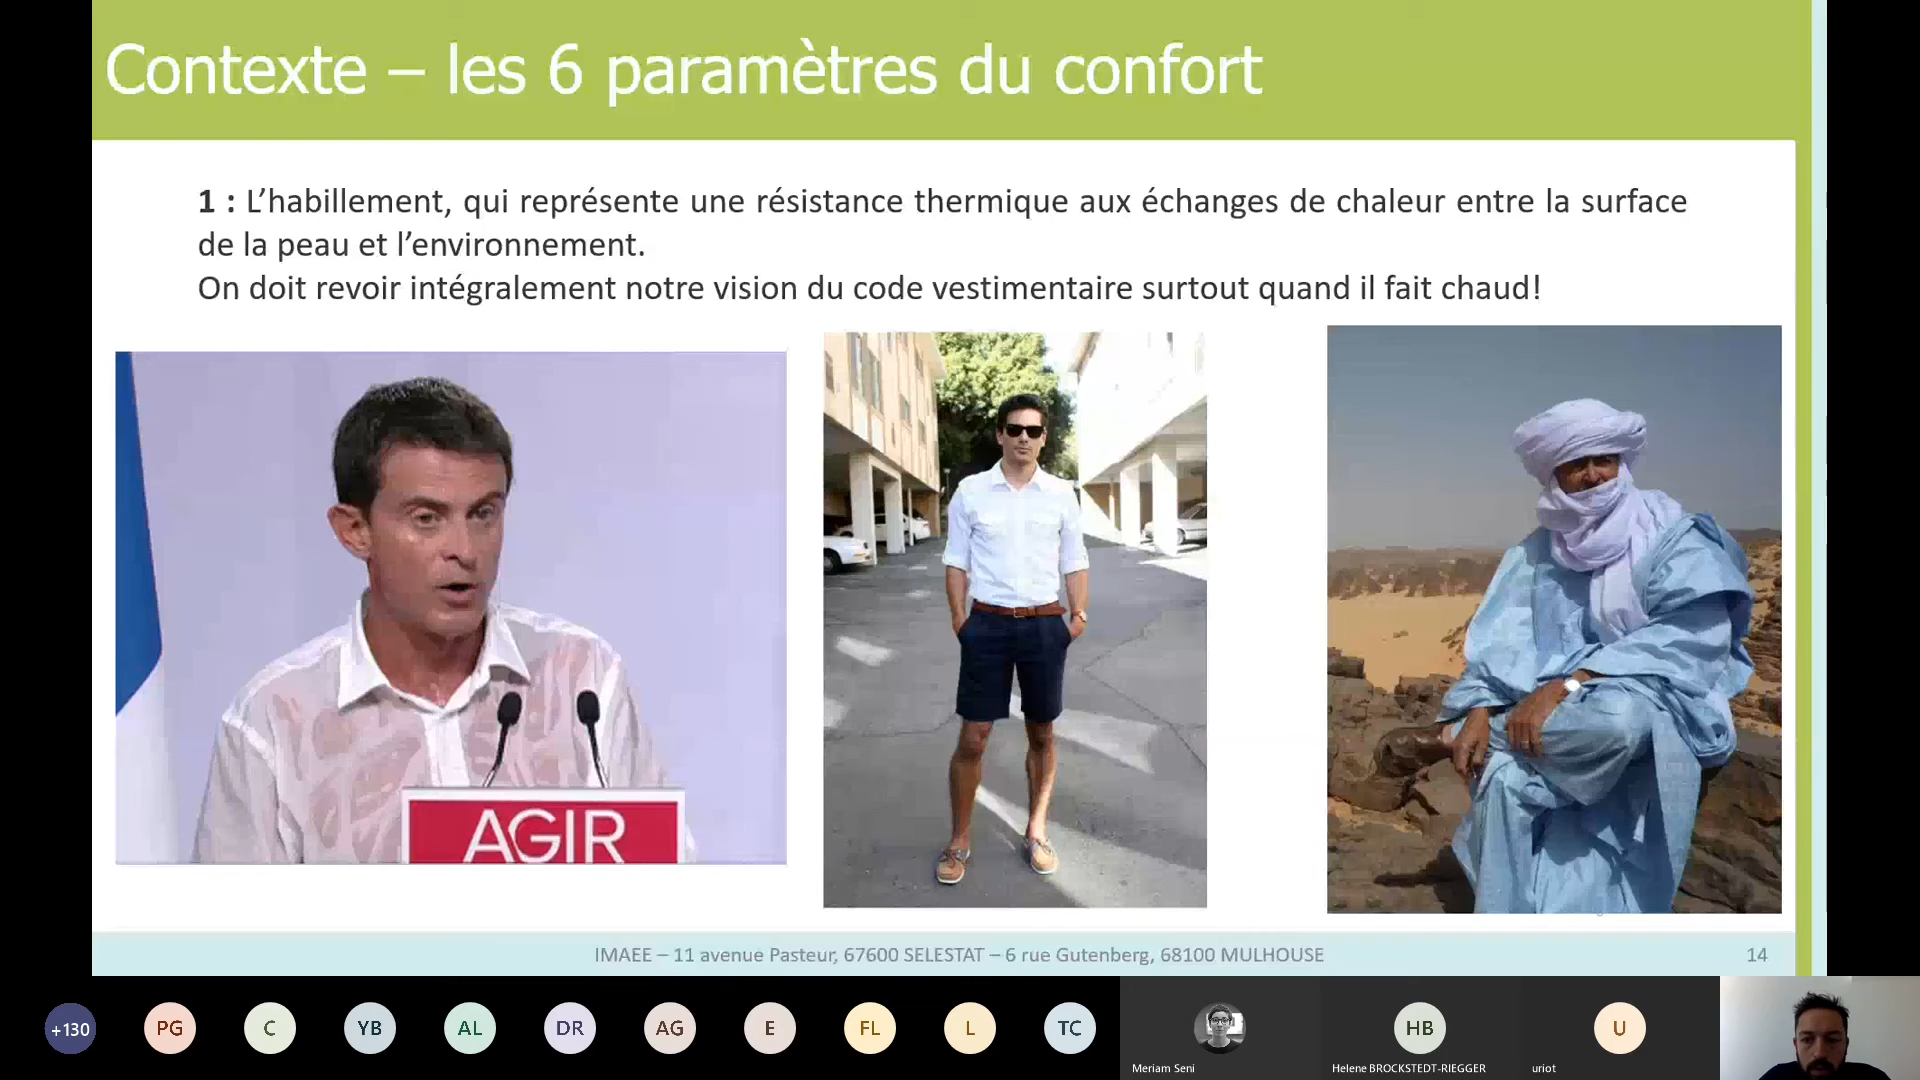 Contexte – les 6 paramètres du confort
1 : L’habillement, qui représente une résistance thermique aux échanges de chaleur entre la surface
de la peau et l’environnement.
On doit revoir intégralement notre vision du code vestimentaire surtout quand il fait chaud!
AGIR
IMAEE – 11 avenue Pasteur, 67600 SELESTAT – 6 rue Gutenberg, 68100 MULHOUSE
14
+130
PG
C
YB
AL
DR
AG
E
FL
L
TC
HB
U
Meriam Seni
Helene BROCKSTEDT-RIEGGER
uriot